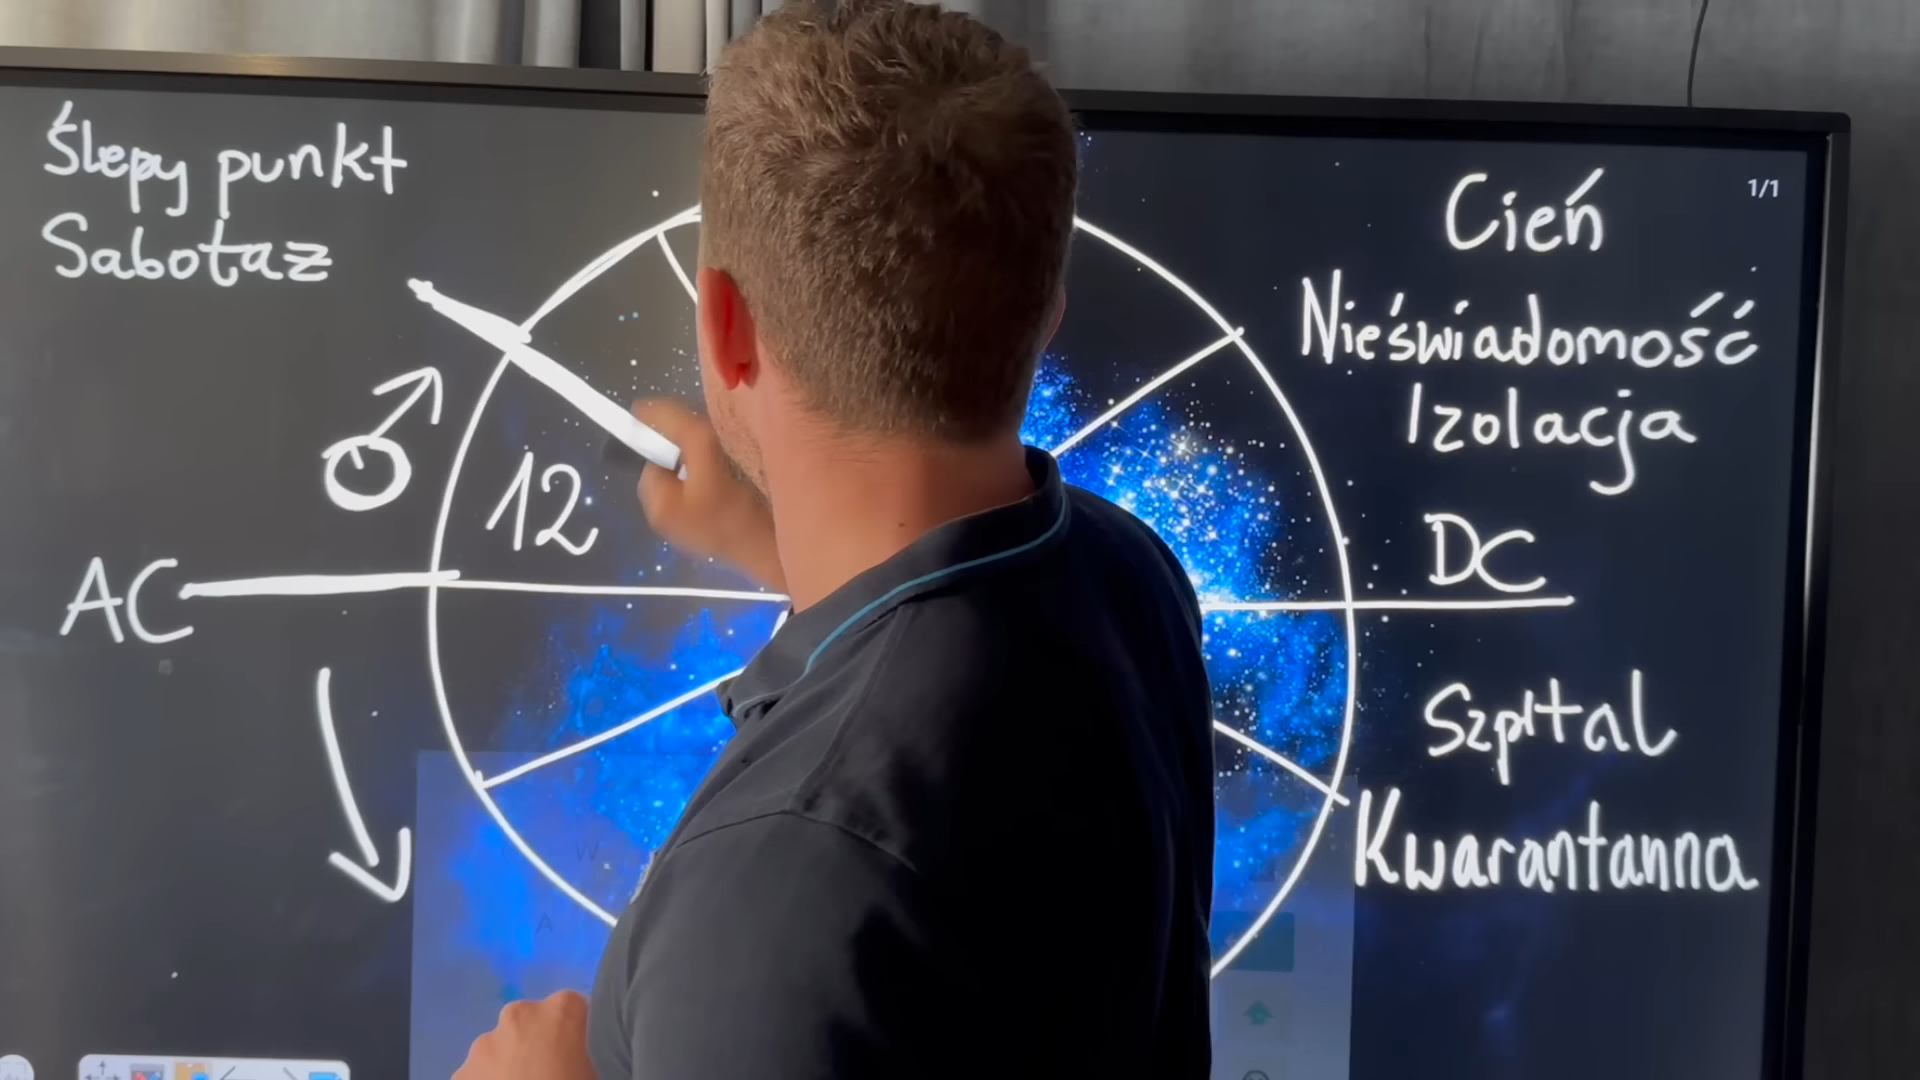 Ślepy punkt
Sabotaz
1/1
Cień
Nieświadomość
Izolacja
12
AC
DC
Szpital
Kwarantanna
W
A